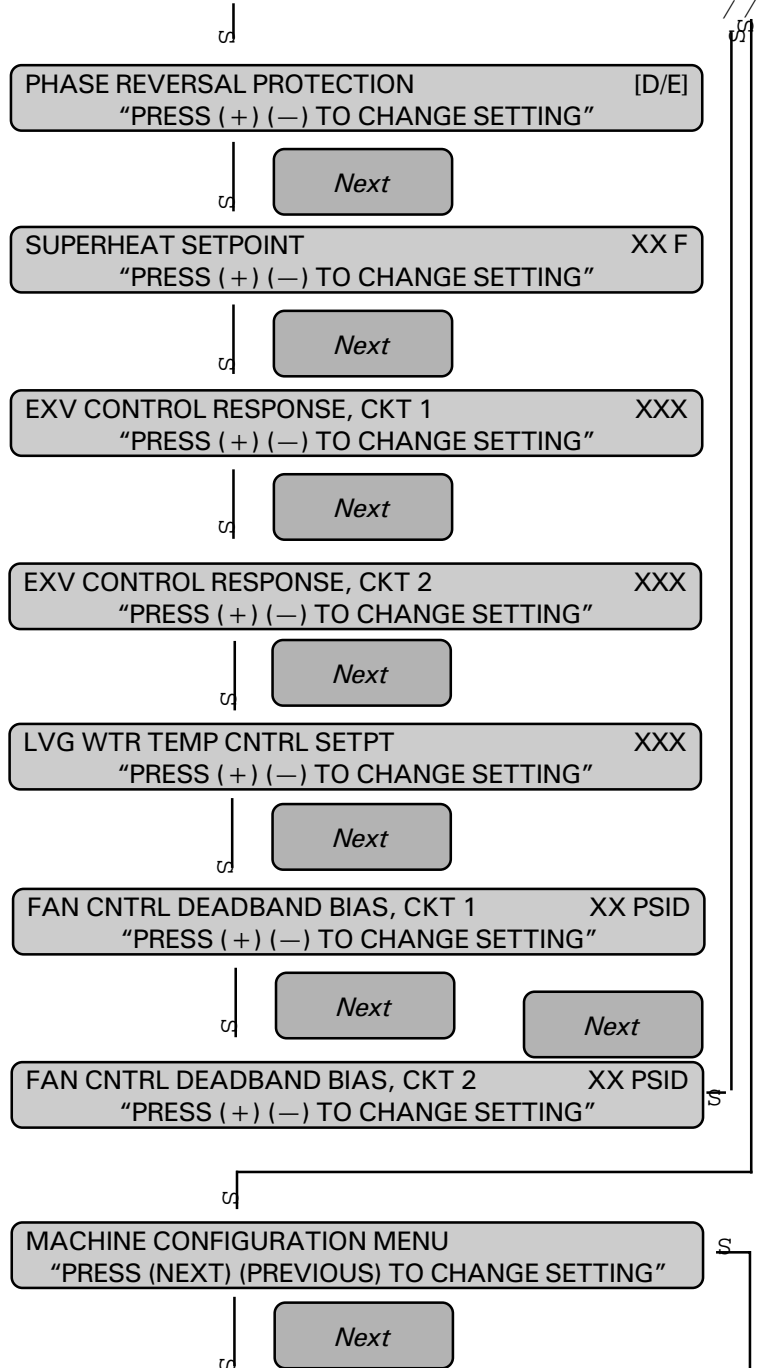 S
S
S
PHASE REVERSAL PROTECTION [D/E]
“PRESS (+) (—) TO CHANGE SETTING”
Next
S
SUPERHEAT SETPOINT XX F
“PRESS (+) (—) TO CHANGE SETTING”
Next
S
EXV CONTROL RESPONSE, CKT 1 XXX
“PRESS (+) (—) TO CHANGE SETTING”
Next
S
EXV CONTROL RESPONSE, CKT 2 XXX
“PRESS (+) (—) TO CHANGE SETTING”
Next
S
LVG WTR TEMP CNTRL SETPT XXX
“PRESS (+) (—) TO CHANGE SETTING”
Next
S
FAN CNTRL DEADBAND BIAS, CKT 1 XX PSID
“PRESS (+) (—) TO CHANGE SETTING”
Next
S
Next
FAN CNTRL DEADBAND BIAS, CKT 2 XX PSID
S
“PRESS (+) (—) TO CHANGE SETTING”
S
MACHINE CONFIGURATION MENU
S
“PRESS (NEXT) (PREVIOUS) TO CHANGE SETTING”
Next
S